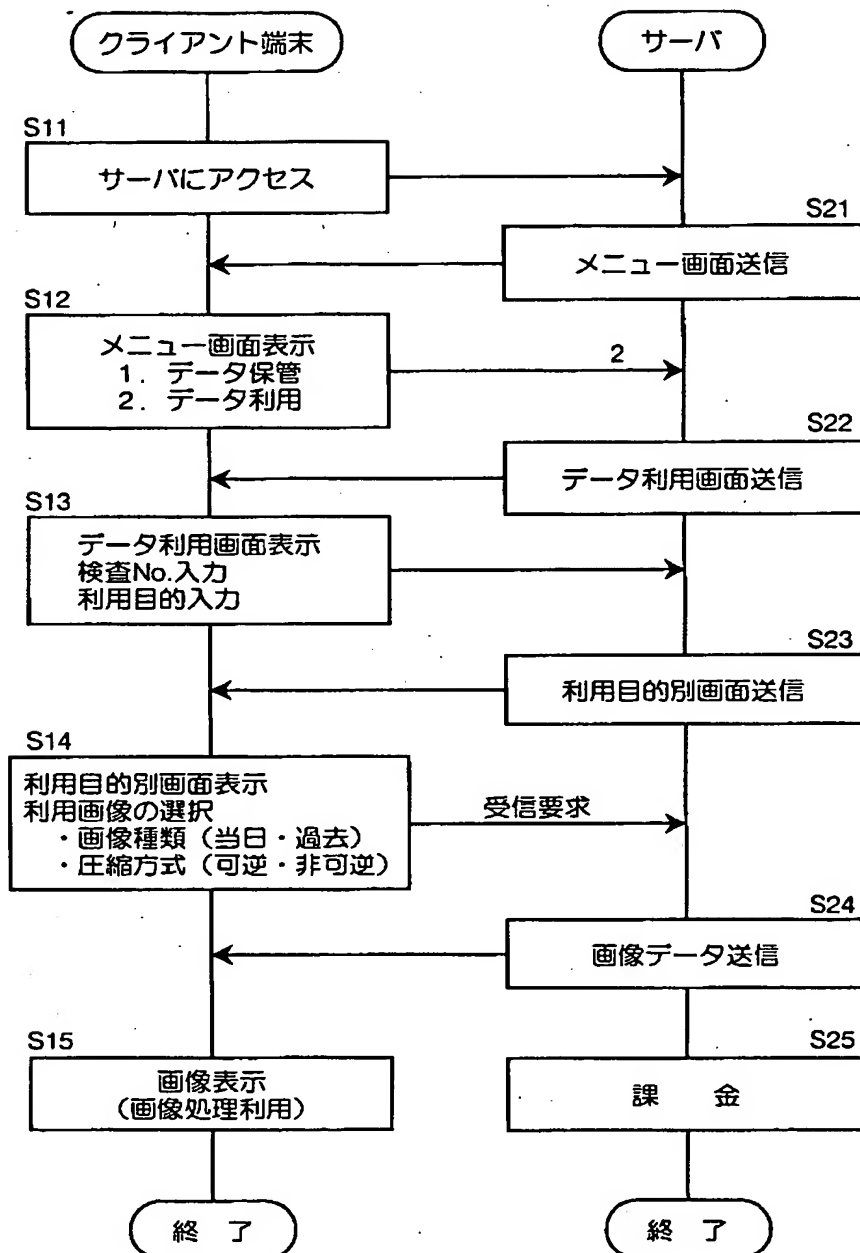 クライアント端末
サーバ
S11
サーバにアクセス
S21
メニュー画面送信
S12
メニュー画面表示
1. データ保管
2. データ利用
2
S22
データ利用画面送信
S13
データ利用画面表示
検査No.入力
利用目的入力
S23
利用目的別画面送信
S14
利用目的別画面表示
利用画像の選択
・画像種類(当日・過去)
・圧縮方式(可逆・非可逆)
受信要求
S24
画像データ送信
S15
画像表示
(画像処理利用)
S25
課 金
終 了
終 了